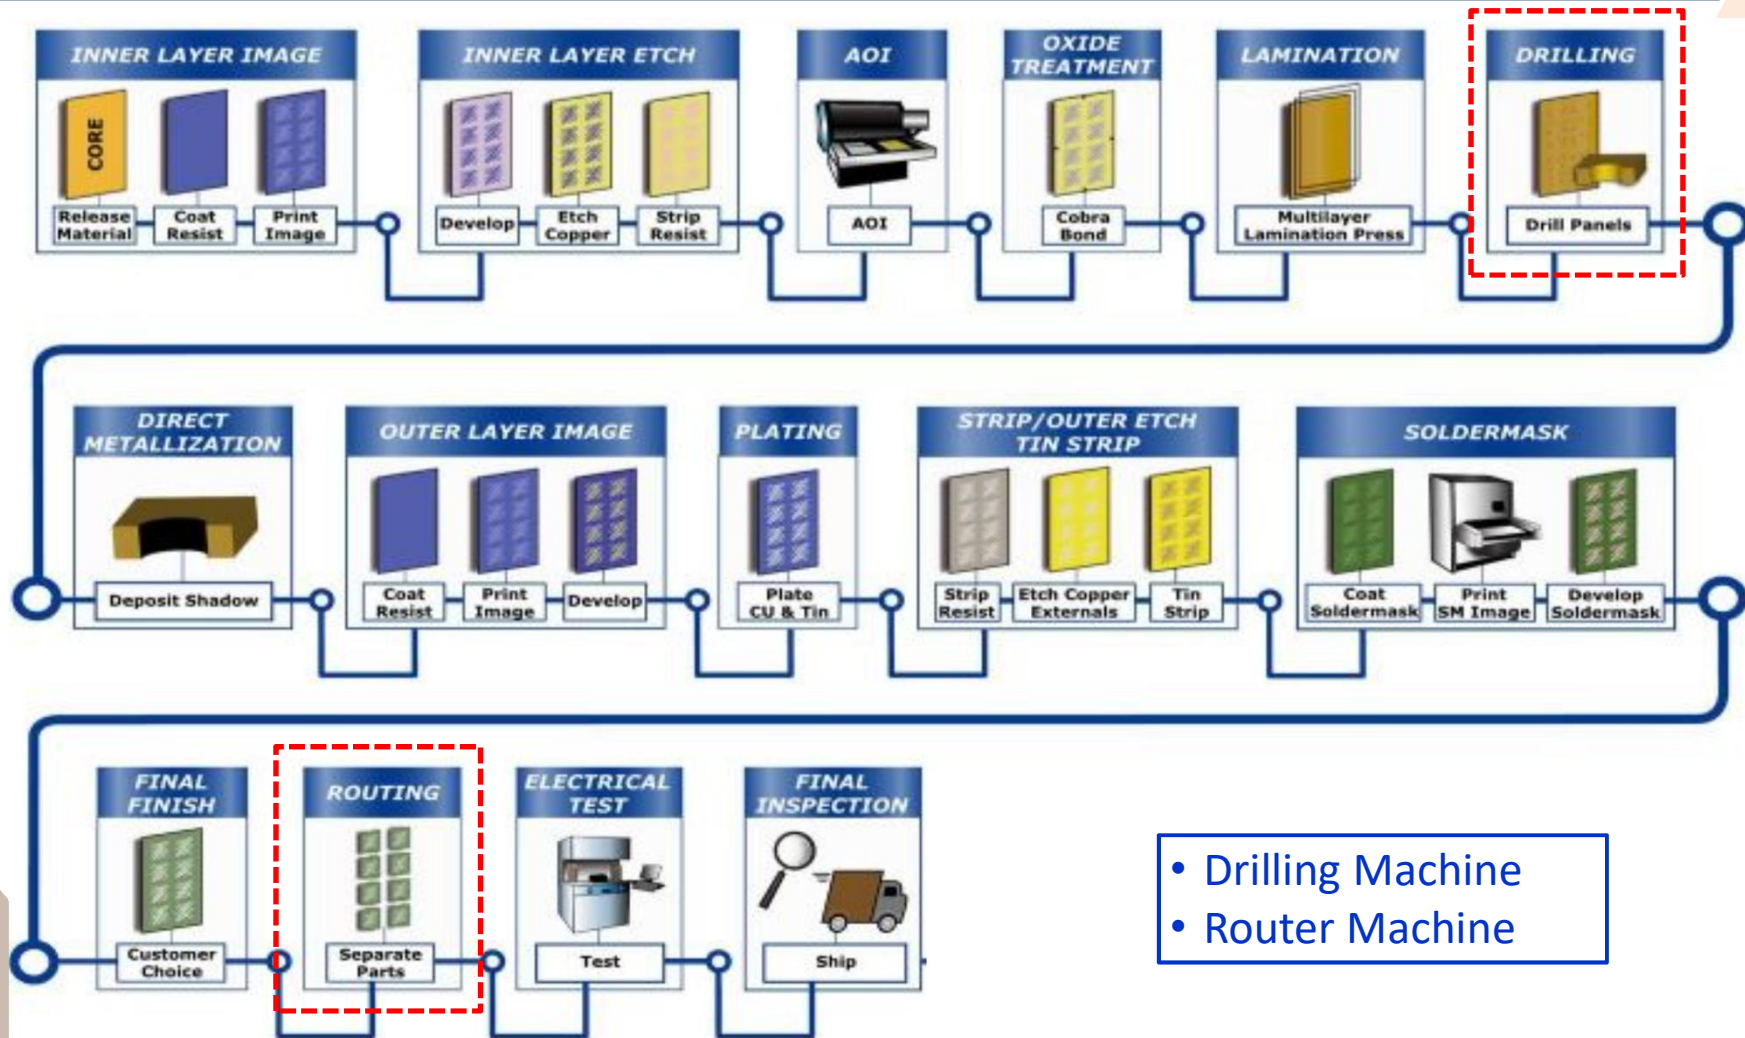 INNER LAYER IMAGE
CORE
Release
Material
Coat
Resist
Print
Image
INNER LAYER ETCH
Develop
Etch
Copper
Strip
Resist
AOI
AOI
OXIDE
TREATMENT
Cobra
Bond
LAMINATION
Multilayer
Lamination Press
DRILLING
Drill Panels
DIRECT
METALLIZATION
Deposit Shadow
OUTER LAYER IMAGE
Coat
Resist
Print
Image
Develop
PLATING
Plate
CU & Tin
STRIP/OUTER ETCH
TIN STRIP
Strip
Resist
Etch Copper
Externals
Tin
Strip
SOLDERMASK
Coat
Soldermask
Print
SM Image
Develop
Soldermask
FINAL
FINISH
Customer
Choice
ROUTING
Separate
Parts
ELECTRICAL
TEST
Test
FINAL
INSPECTION
Ship
• Drilling Machine
• Router Machine